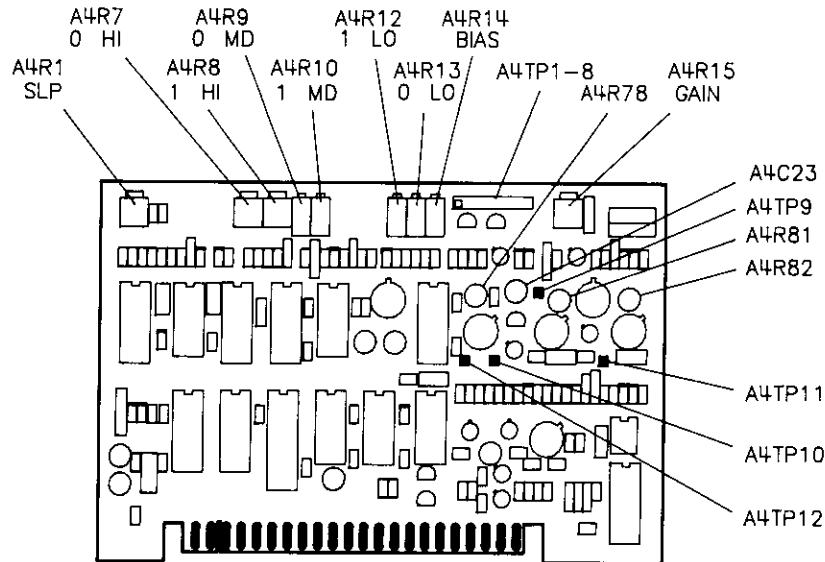 A4R7
0 HI
A4R9
0 MD
A4R12
1 LO
A4R14
BIAS
A4R1
SLP
A4R8
1 HI
A4R10
1 MD
A4R13
0 LO
A4TP1-8
A4R78
A4R15
GAIN
A4C23
A4TP9
A4R81
A4R82
A4TP11
A4TP10
A4TP12